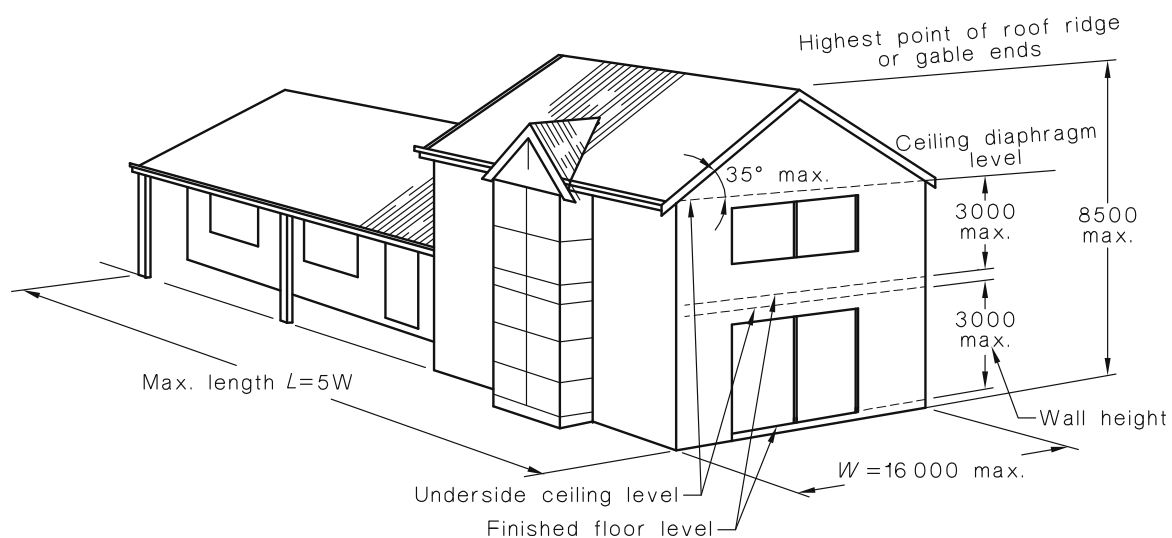 Highest point of roof ridge
or gable ends
Ceiling diaphragm
level
35° max.
3000
max.
8500
max.
3000
max.
Max. length L=5W
Wall height
W =16 000 max.
Underside ceiling level
Finished floor level